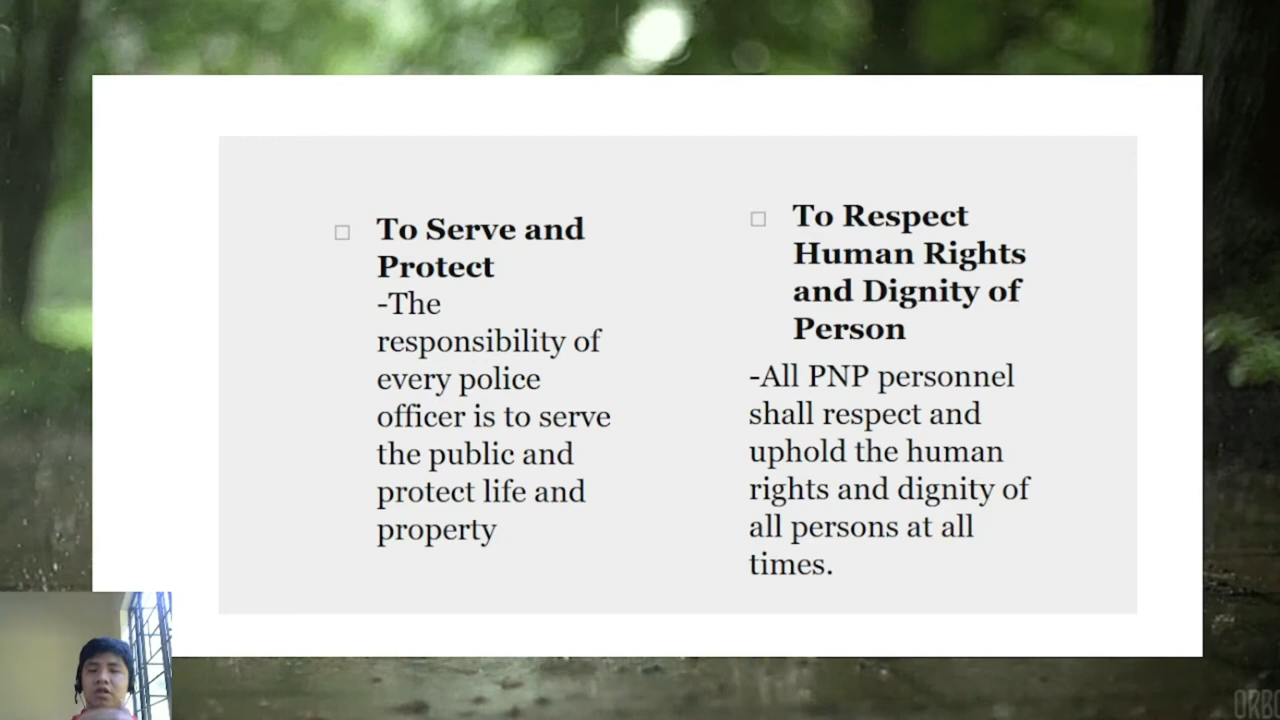 To Serve and
Protect
-The
responsibility of
every police
officer is to serve
the public and
protect life and
property
To Respect
Human Rights
and Dignity of
Person
-All PNP personnel
shall respect and
uphold the human
rights and dignity of
all persons at all
times.